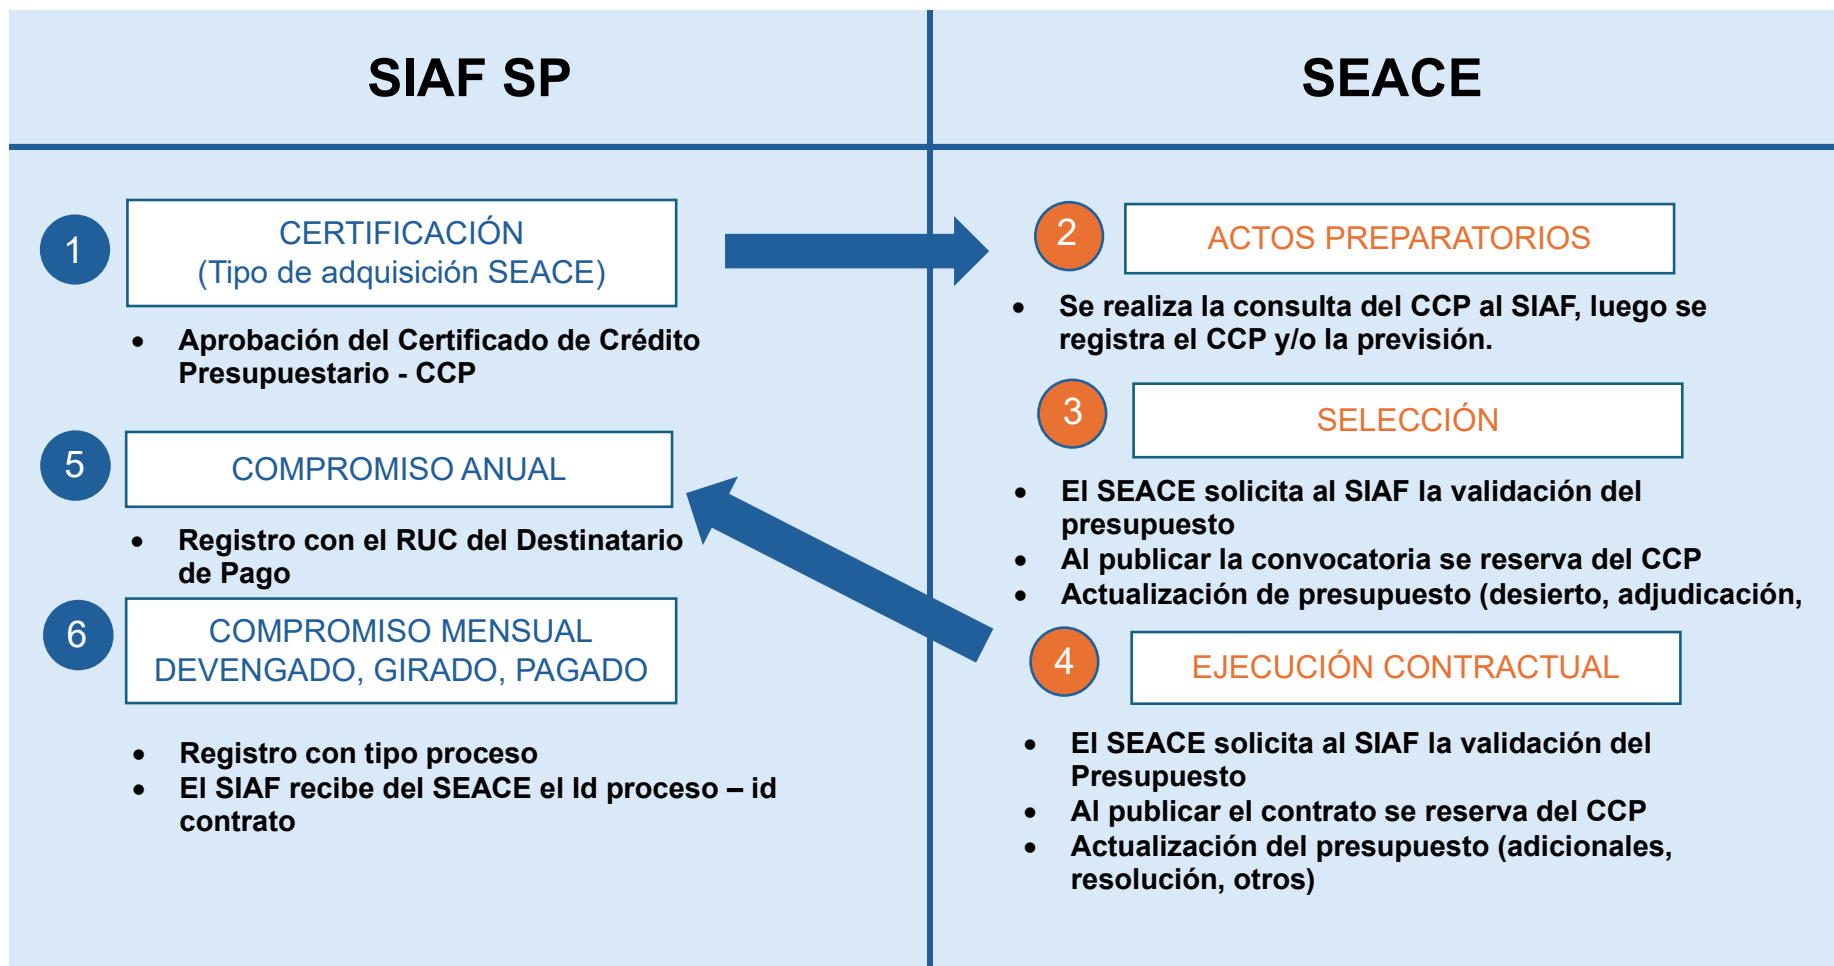 SIAF SP
SEACE
1
CERTIFICACIÓN
(Tipo de adquisición SEACE)
• Aprobación del Certificado de Crédito
Presupuestario - CCP
5
COMPROMISO ANUAL
• Registro con el RUC del Destinatario
de Pago
6
COMPROMISO MENSUAL
DEVENGADO, GIRADO, PAGADO
• Registro con tipo proceso
• El SIAF recibe del SEACE el Id proceso – id
contrato
2
ACTOS PREPARATORIOS
• Se realiza la consulta del CCP al SIAF, luego se
registra el CCP y/o la previsión.
3
SELECCIÓN
• El SEACE solicita al SIAF la validación del
presupuesto
• Al publicar la convocatoria se reserva del CCP
• Actualización de presupuesto (desierto, adjudicación,
4
EJECUCIÓN CONTRACTUAL
• El SEACE solicita al SIAF la validación del
Presupuesto
• Al publicar el contrato se reserva del CCP
• Actualización del presupuesto (adicionales,
resolución, otros)